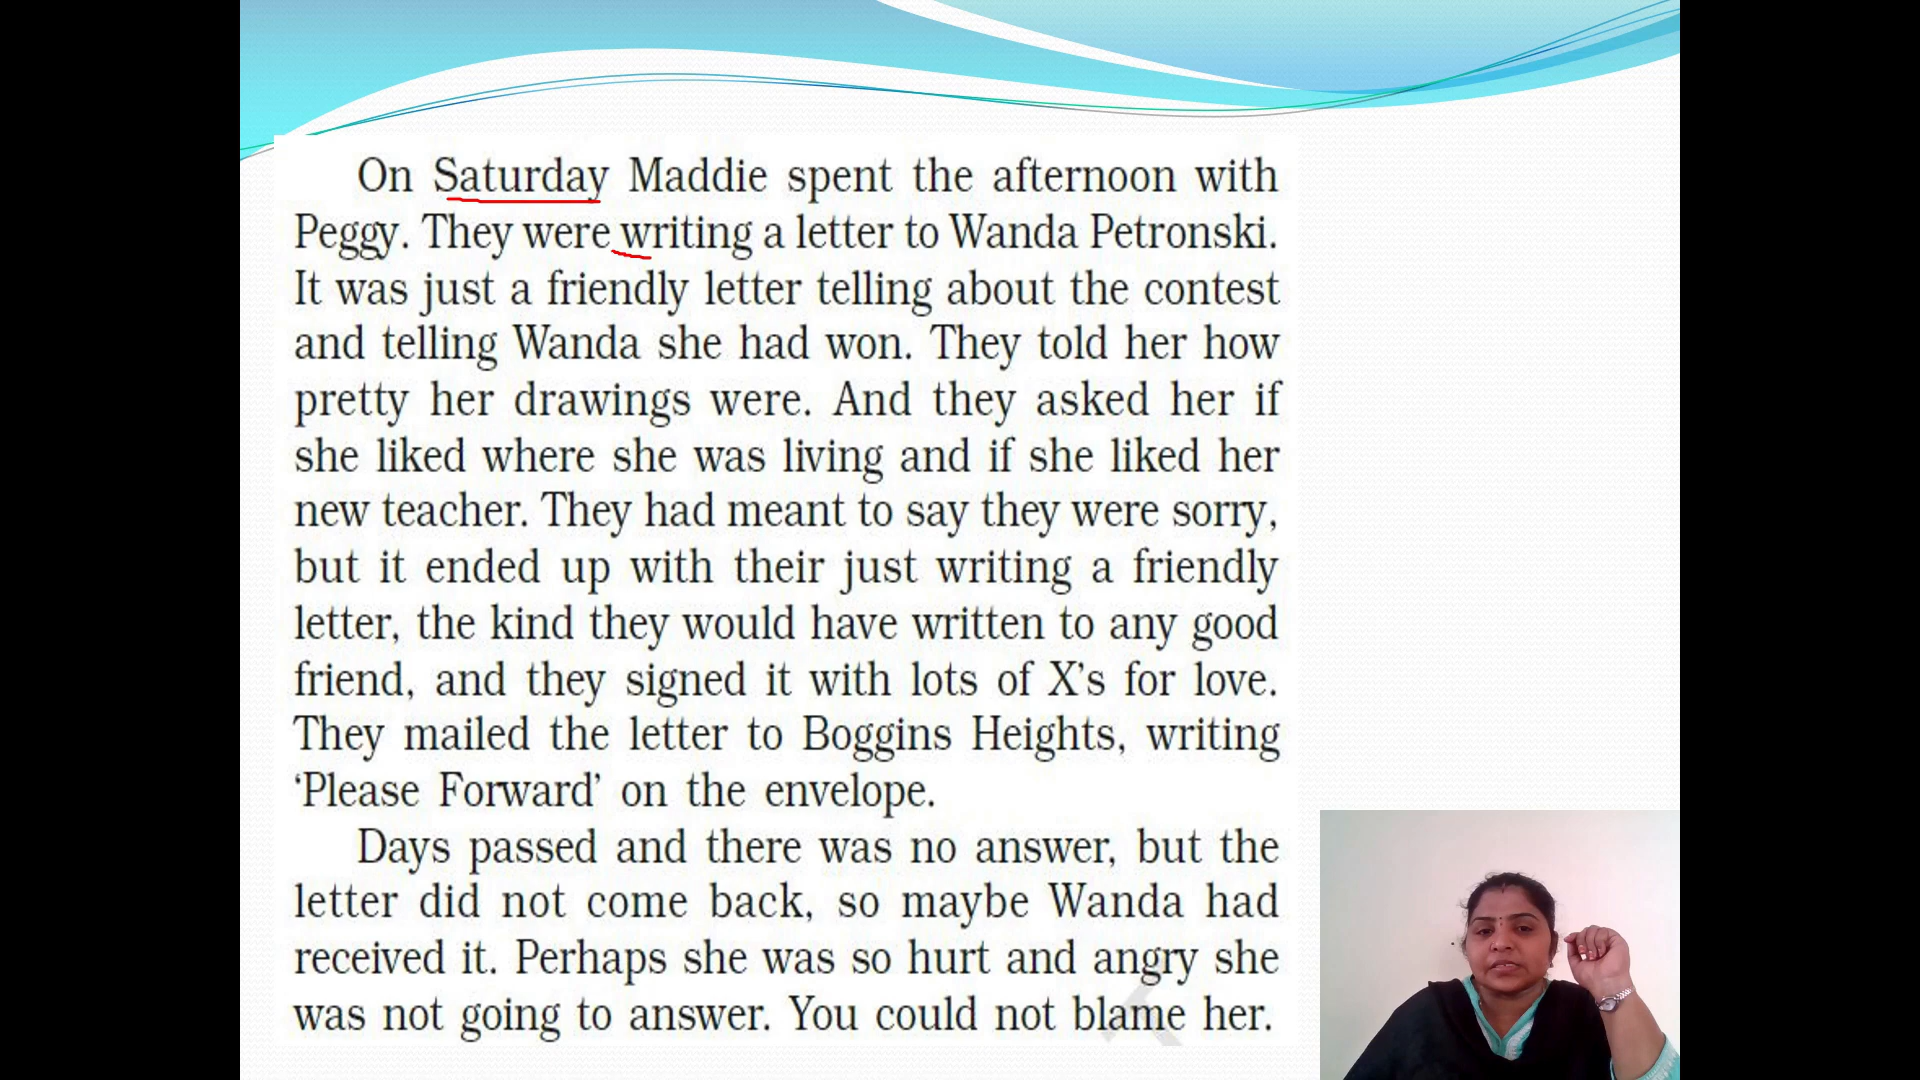 On Saturday Maddie spent the afternoon with
Peggy. They were writing a letter to Wanda Petronski.
It was just a friendly letter telling about the contest
and telling Wanda she had won. They told her how
pretty her drawings were. And they asked her if
she liked where she was living and if she liked her
new teacher. They had meant to say they were sorry,
but it ended up with their just writing a friendly
letter, the kind they would have written to any good
friend, and they signed it with lots of X’s for love.
They mailed the letter to Boggins Heights, writing
‘Please Forward’ on the envelope.
Days passed and there was no answer, but the
letter did not come back, so maybe Wanda had
received it. Perhaps she was so hurt and angry she
was not going to answer. You could not blame her.